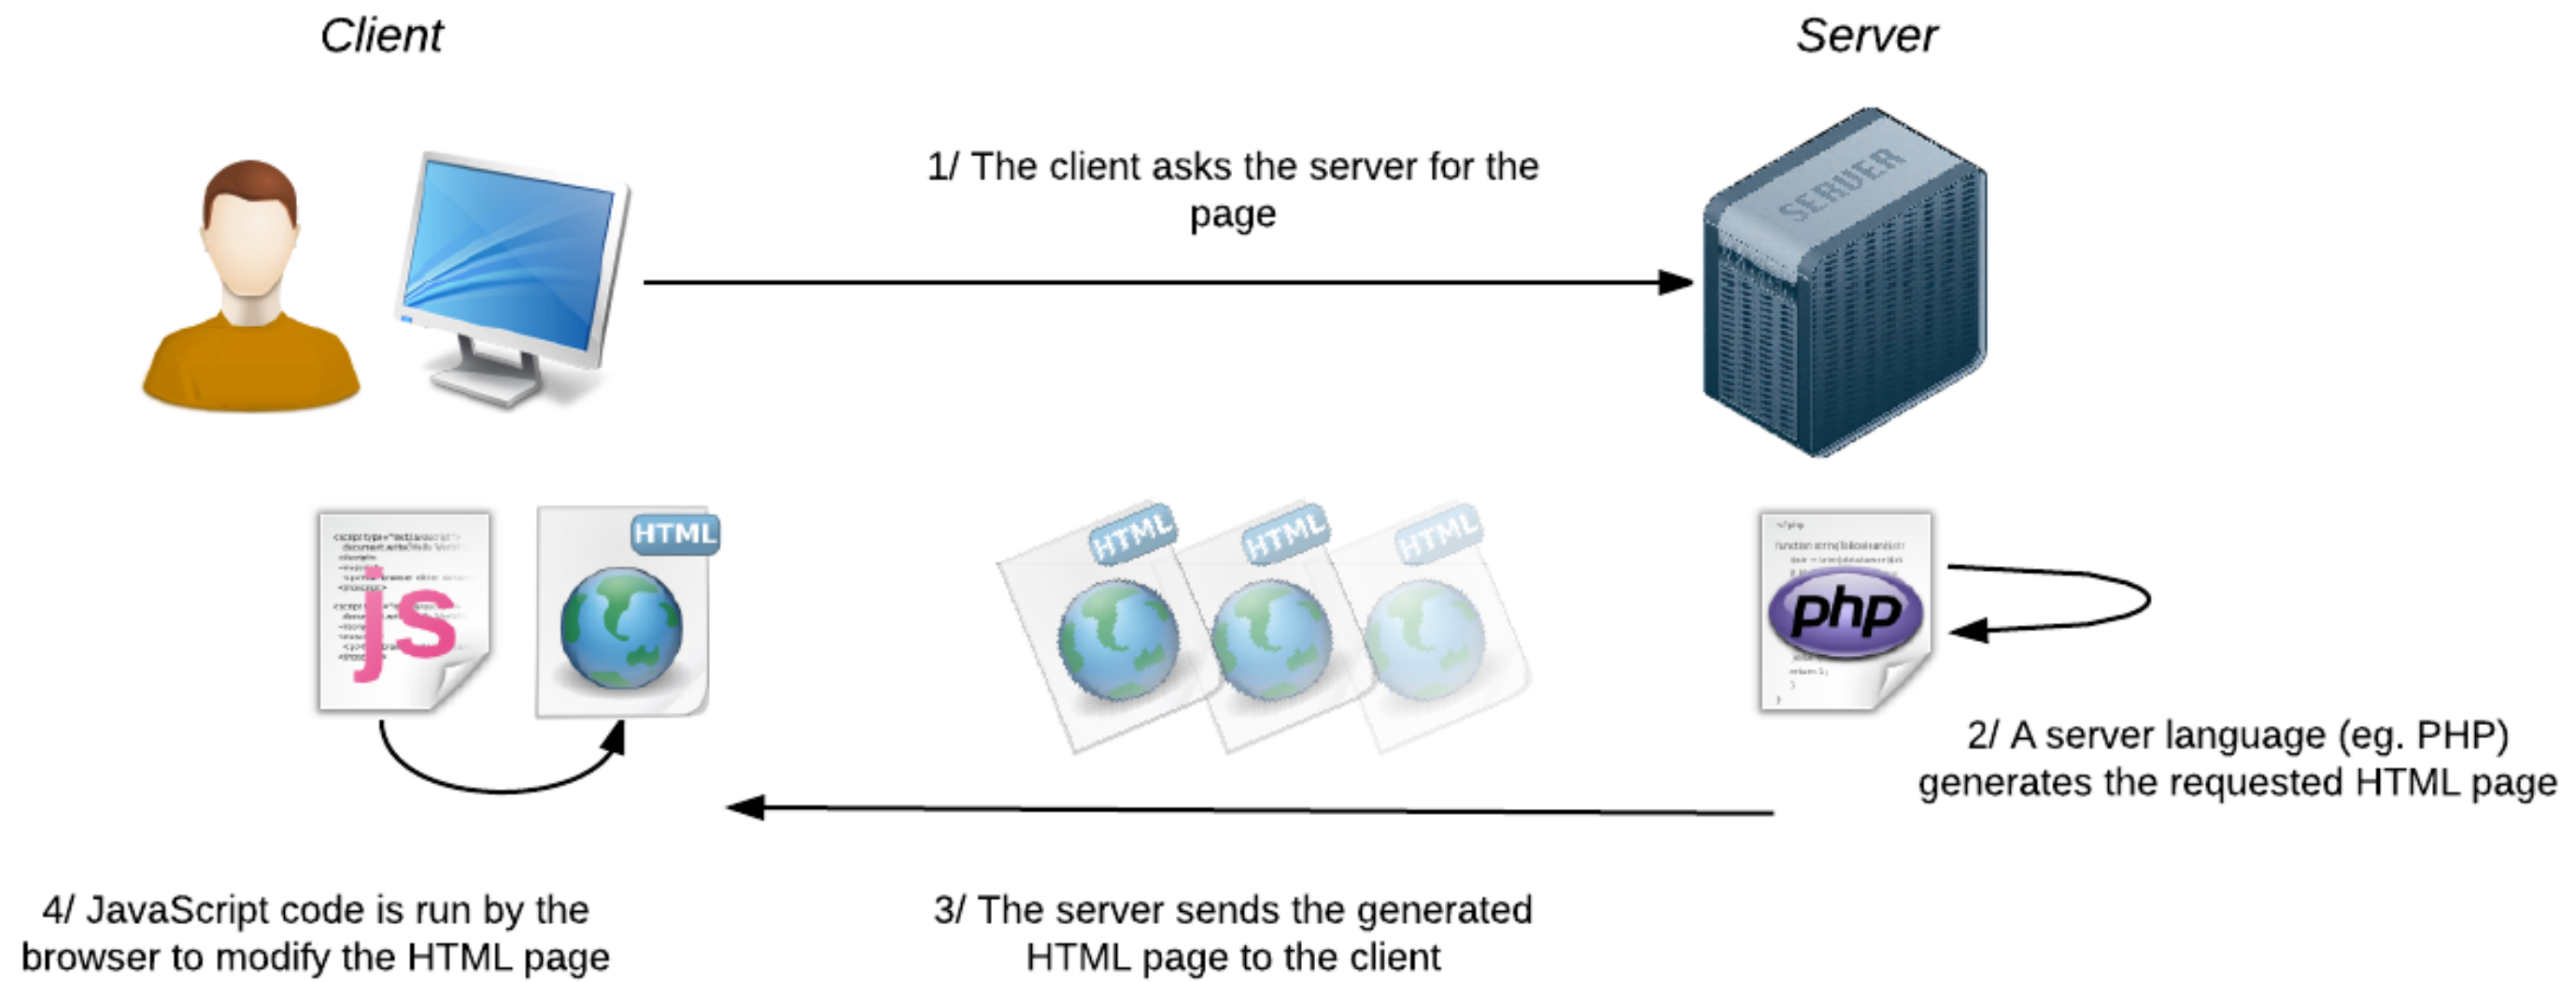 Client
Server
1/ The client asks the server for the
page
SERVER
js
HTML
HTML
HTML
HTML
<?php
php
2/ A server language (eg. PHP)
generates the requested HTML page
4/ JavaScript code is run by the
browser to modify the HTML page
3/ The server sends the generated
HTML page to the client